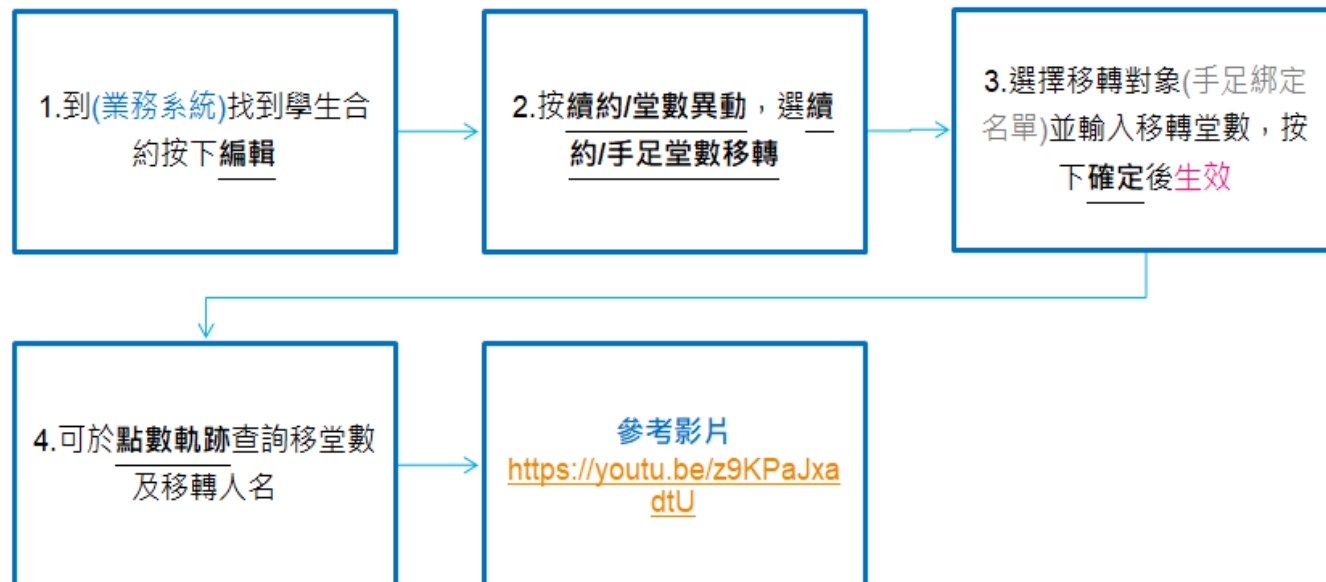 1.到(業務系統)找到學生合
約按下編輯
2.按續約/堂數異動，選續
約/手足堂數移轉
3.選擇移轉對象(手足綁定
名單)並輸入移轉堂數，按
下確定後生效
4.可於點數軌跡查詢移堂數
及移轉人名
參考影片
https://youtu.be/z9KPaJxa
dtU